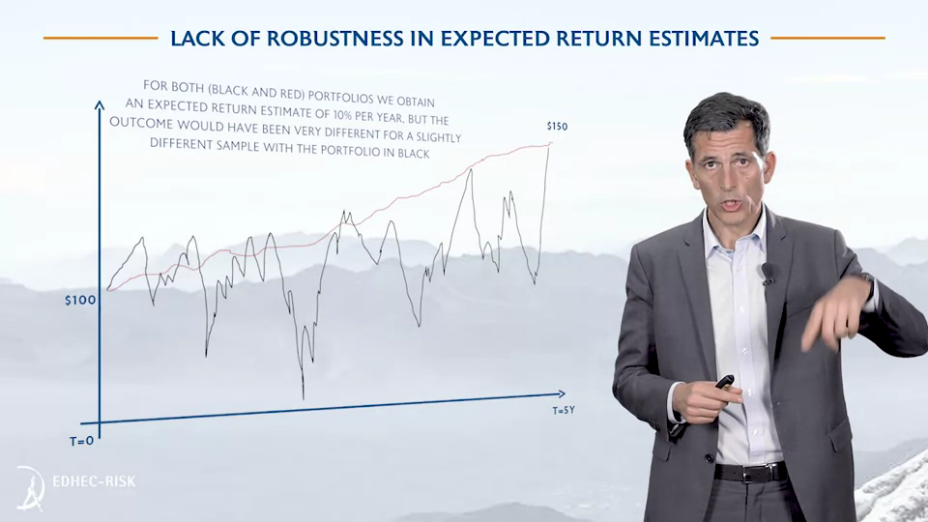 LACK OF ROBUSTNESS IN EXPECTED RETURN ESTIMATES
FOR BOTH (BLACK AND RED) PORTFOLIOS WE OBTAIN
AN EXPECTED RETURN ESTIMATE OF 10% PER YEAR, BUT THE
OUTCOME WOULD HAVE BEEN VERY DIFFERENT FOR A SLIGHTLY
DIFFERENT SAMPLE WITH THE PORTFOLIO IN BLACK
$150
$100
T=5Y
T=0
EDHEC-RISK